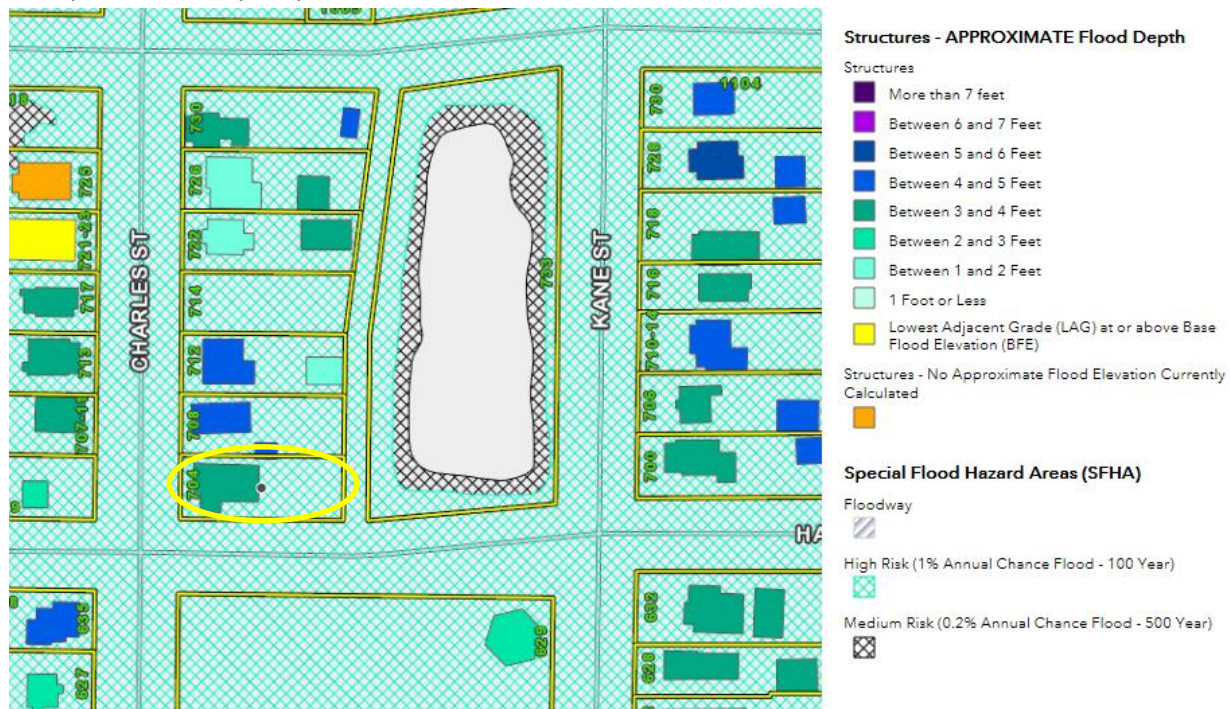 730
726
722
714
712
708
704
725
721-23
717
713
635
627
CHARLES ST
733
KANE ST
1104
730
728
718
716
710-14
706
700
632
628
629
HA
Structures - APPROXIMATE Flood Depth
Structures
More than 7 feet
Between 6 and 7 Feet
Between 5 and 6 Feet
Between 4 and 5 Feet
Between 3 and 4 Feet
Between 2 and 3 Feet
Between 1 and 2 Feet
1 Foot or Less
Lowest Adjacent Grade (LAG) at or above Base
Flood Elevation (BFE)
Structures - No Approximate Flood Elevation Currently
Calculated
Special Flood Hazard Areas (SFHA)
Floodway
High Risk (1% Annual Chance Flood - 100 Year)
Medium Risk (0.2% Annual Chance Flood - 500 Year)